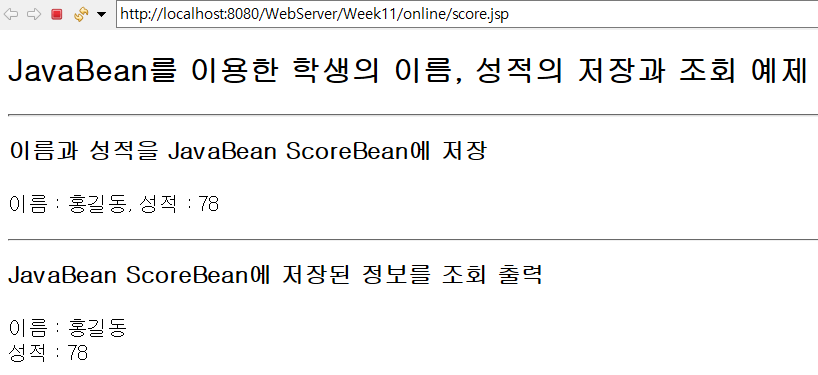 http://localhost:8080/WebServer/Week11/online/score.jsp
JavaBean를 이용한 학생의 이름, 성적의 저장과 조회 예제
이름과 성적을 JavaBean ScoreBean에 저장
이름 : 홍길동, 성적 : 78
JavaBean ScoreBean에 저장된 정보를 조회 출력
이름 : 홍길동
성적 : 78